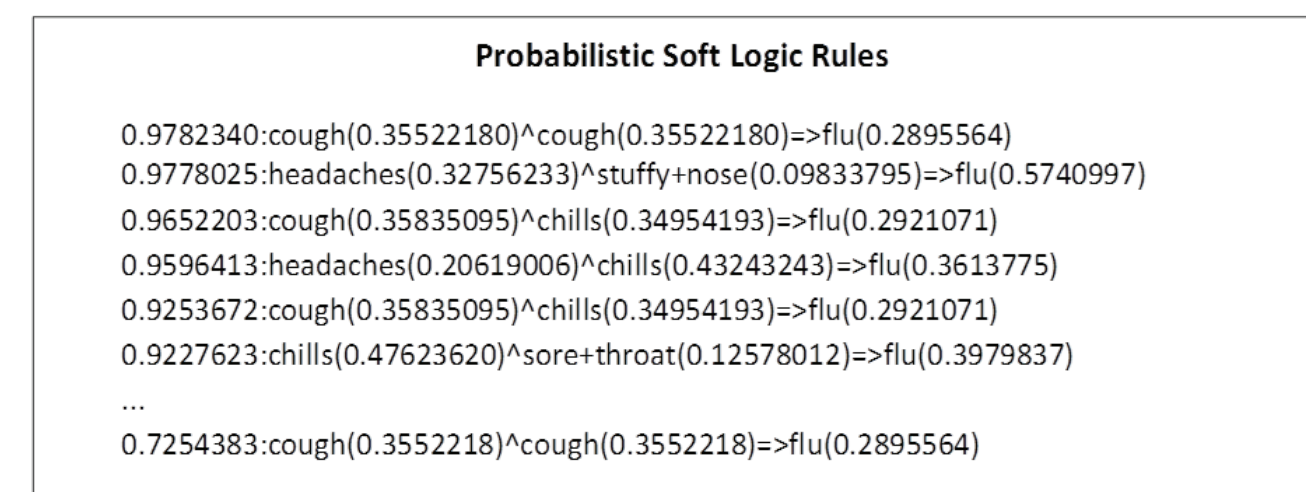 Probabilistic Soft Logic Rules
0.9782340:cough(0.35522180)^cough(0.35522180)=>flu(0.2895564)
0.9778025:headaches(0.32756233)^stuffy+nose(0.09833795)=>flu(0.5740997)
0.9652203:cough(0.35835095)^chills(0.34954193)=>flu(0.2921071)
0.9596413:headaches(0.20619006)^chills(0.43243243)=>flu(0.3613775)
0.9253672:cough(0.35835095)^chills(0.34954193)=>flu(0.2921071)
0.9227623:chills(0.47623620)^sore+throat(0.12578012)=>flu(0.3979837)
...
0.7254383:cough(0.3552218)^cough(0.3552218)=>flu(0.2895564)